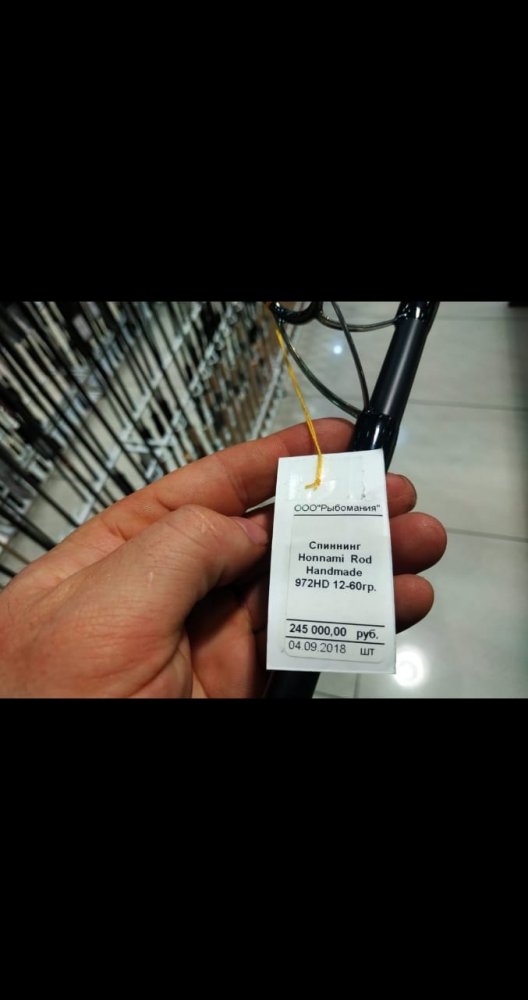 ООО"Рыбомания"
Спиннинг
Honnami Rod
Handmade
972HD 12-60гр.
245 000,00 руб.
04.09.2018 шт